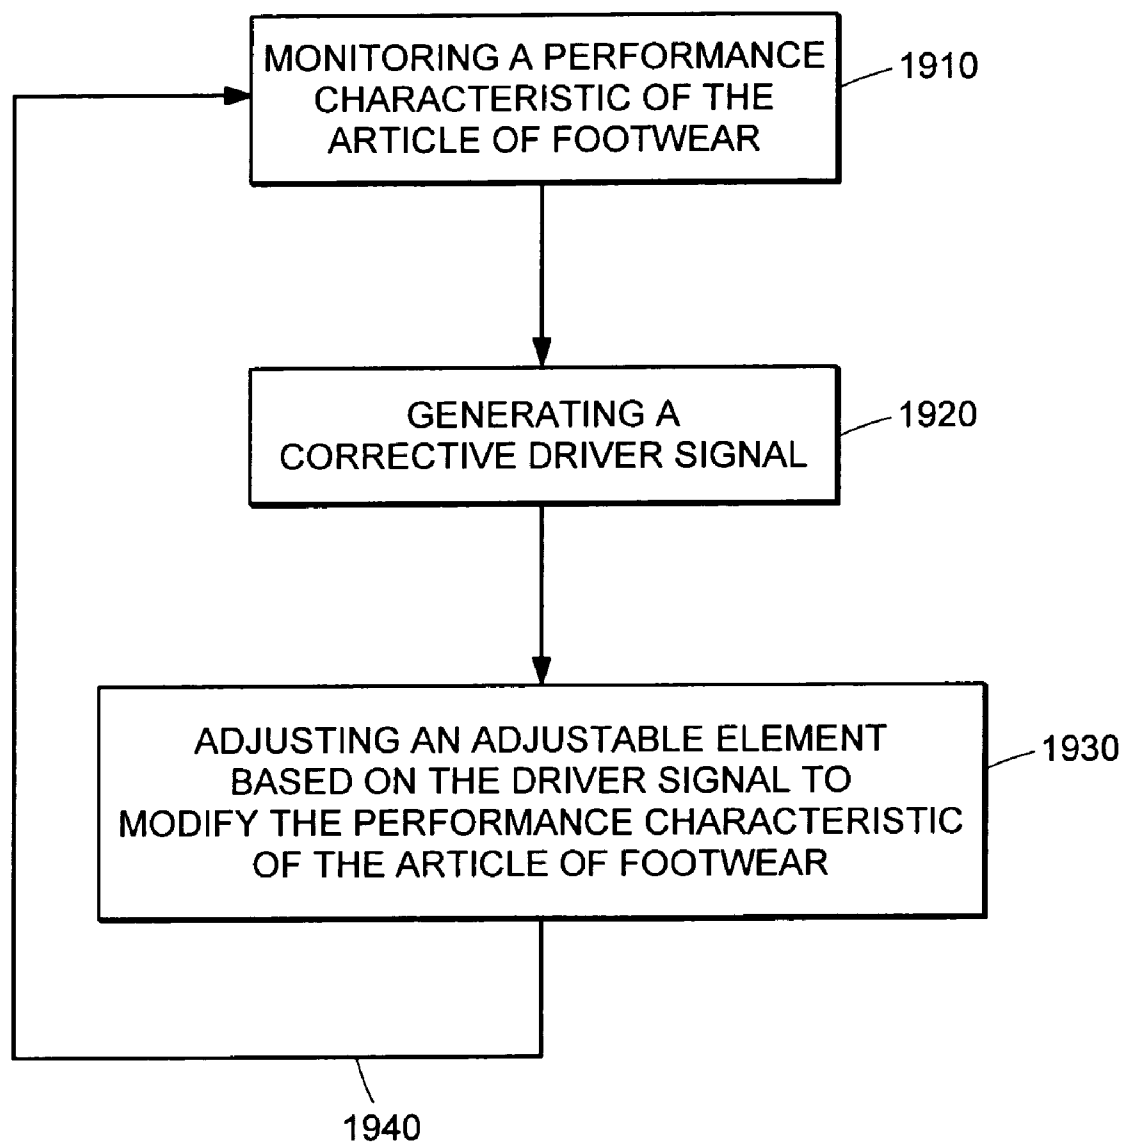 MONITORING A PERFORMANCE
CHARACTERISTIC OF THE
ARTICLE OF FOOTWEAR
1910
GENERATING A
CORRECTIVE DRIVER SIGNAL
1920
ADJUSTING AN ADJUSTABLE ELEMENT
BASED ON THE DRIVER SIGNAL TO
MODIFY THE PERFORMANCE CHARACTERISTIC
OF THE ARTICLE OF FOOTWEAR
1930
1940